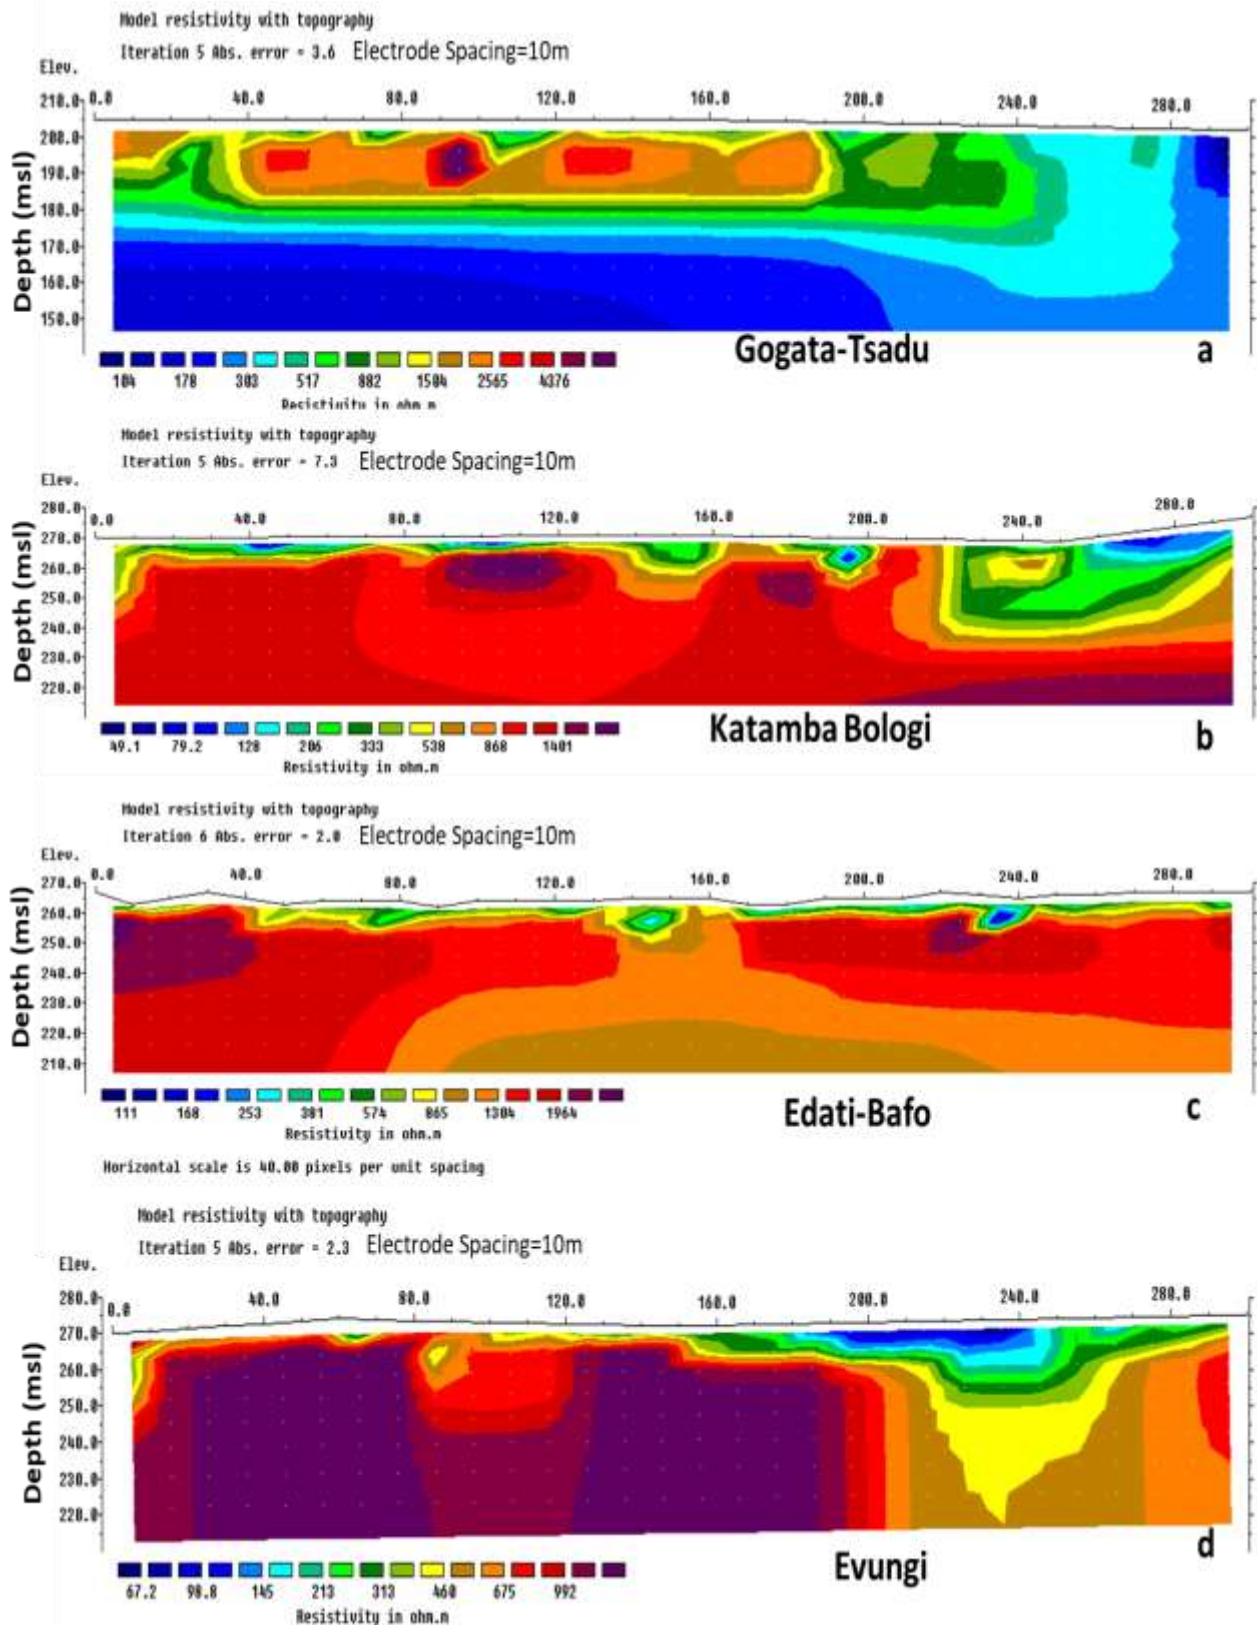 Model resistivity with topography
Iteration 5 Abs. error = 3.6 Electrode Spacing=10m
Elev.
210.0 0.0 40.0 80.0 120.0 160.0 200.0 240.0 280.0
200.0
190.0
180.0
170.0
160.0
150.0
Depth (msl)
Gogata-Tsadu a
104 178 303 517 882 1504 2565 4376
Resistivity in ohm.m
Model resistivity with topography
Iteration 5 Abs. error = 7.3 Electrode Spacing=10m
Elev.
280.0 0.0 40.0 80.0 120.0 160.0 200.0 240.0 280.0
270.0
260.0
250.0
240.0
230.0
220.0
Depth (msl)
Katamba Bologi b
49.1 79.2 128 206 333 538 868 1401
Resistivity in ohm.m
Model resistivity with topography
Iteration 6 Abs. error = 2.0 Electrode Spacing=10m
Elev.
270.0 0.0 40.0 80.0 120.0 160.0 200.0 240.0 280.0
260.0
250.0
240.0
230.0
220.0
210.0
Depth (msl)
Edati-Bafo c
111 168 253 381 574 865 1304 1964
Resistivity in ohm.m
Horizontal scale is 40.00 pixels per unit spacing
Model resistivity with topography
Iteration 5 Abs. error = 2.3 Electrode Spacing=10m
Elev.
280.0 0.0 40.0 80.0 120.0 160.0 200.0 240.0 280.0
270.0
260.0
250.0
240.0
230.0
220.0
Depth (msl)
Evungi d
67.2 98.8 145 213 313 460 675 992
Resistivity in ohm.m